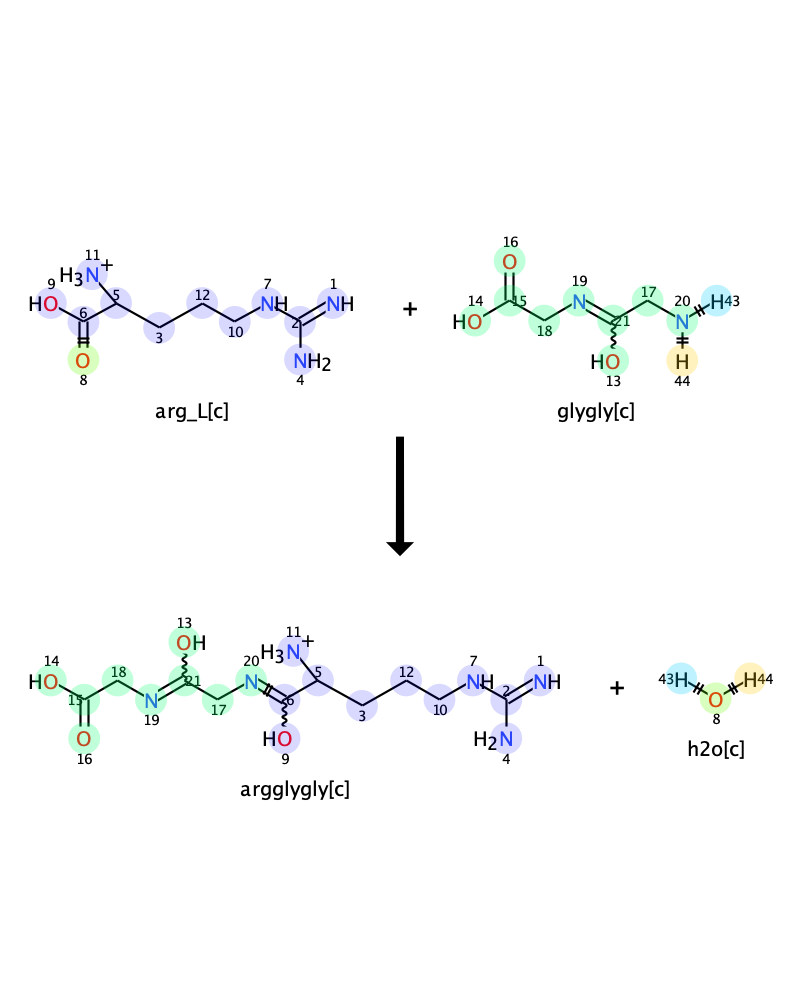 11
H3N+
9
HO
6
5
O
8
3
12
10
7
NH
2
1
NH
NH2
4
arg_L[c]
+
16
O
14
HO
15
18
19
N
21
HO
13
17
20
N
H43
H
44
glygly[c]
14
HO
15
O
16
18
N
19
13
OH
21
17
20
N
6
HO
9
11
H3N+
5
3
12
10
7
NH
2
1
NH
H2N
4
argglygly[c]
+
43H
O
8
H44
h2o[c]